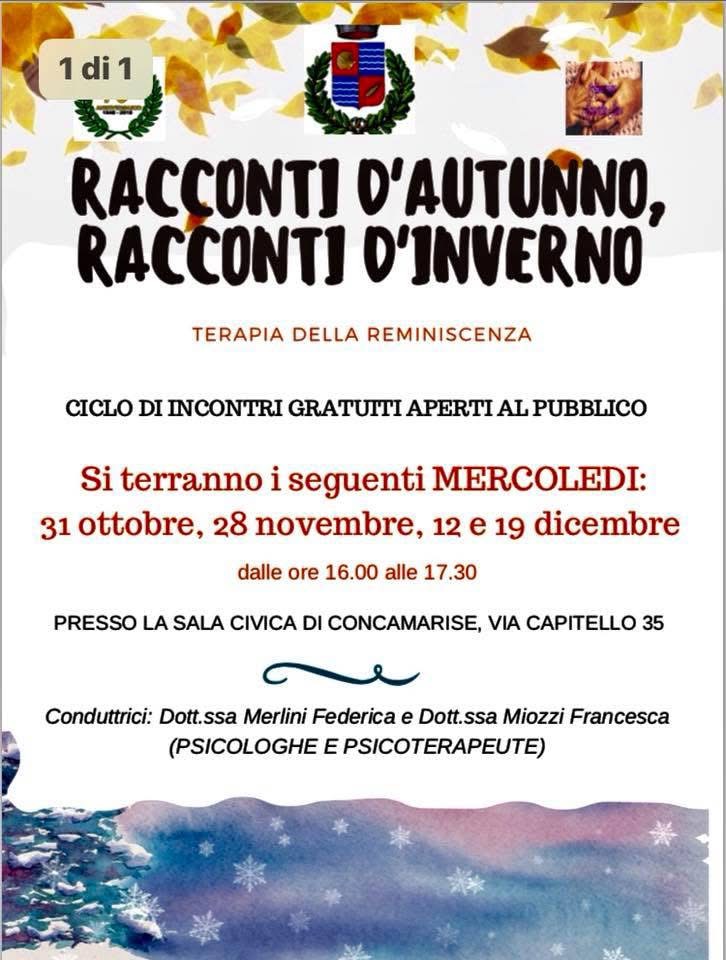 1 di 1
RACCONTI D'AUTUNNO,
RACCONTI D'INVERNO
TERAPIA DELLA REMINISCENZA
CICLO DI INCONTRI GRATUITI APERTI AL PUBBLICO
Si terranno i seguenti MERCOLEDI:
31 ottobre, 28 novembre, 12 e 19 dicembre
dalle ore 16.00 alle 17.30
PRESSO LA SALA CIVICA DI CONCAMARISE, VIA CAPITELLO 35
Conduttrici: Dott.ssa Merlini Federica e Dott.ssa Miozzi Francesca
(PSICOLOGHE E PSICOTERAPEUTE)